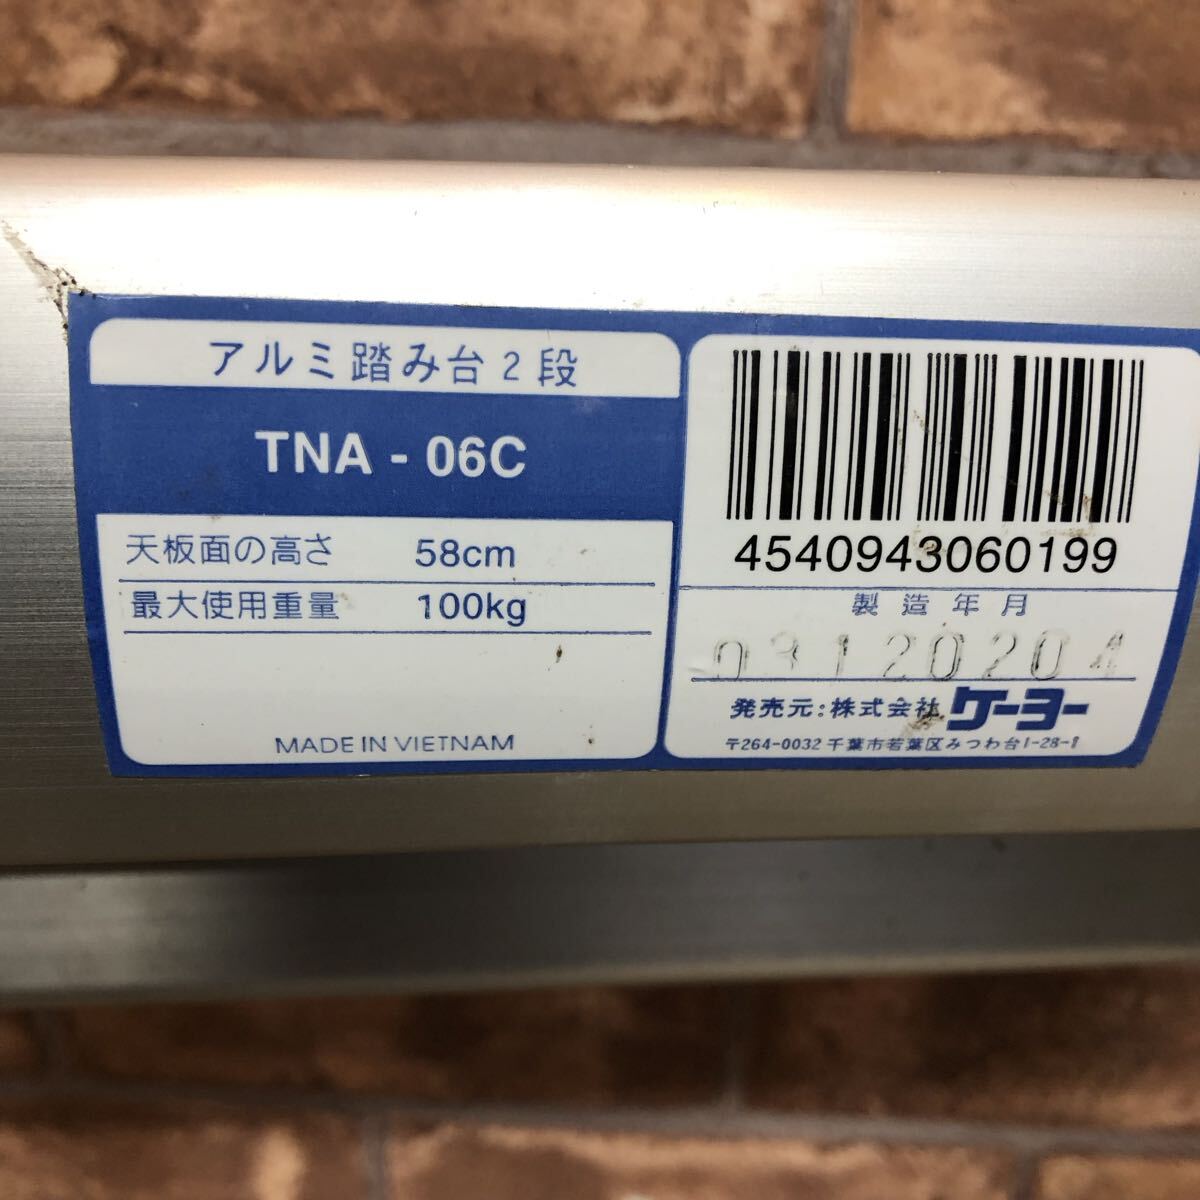 アルミ踏み台2段
TNA - 06C
天板面の高さ 58cm
最大使用重量 100kg
MADE IN VIETNAM
4540943060199
製造年月
03120204
発売元:株式会社ケーヨー
〒264-0032 千葉市若葉区みつわ台1-28-1